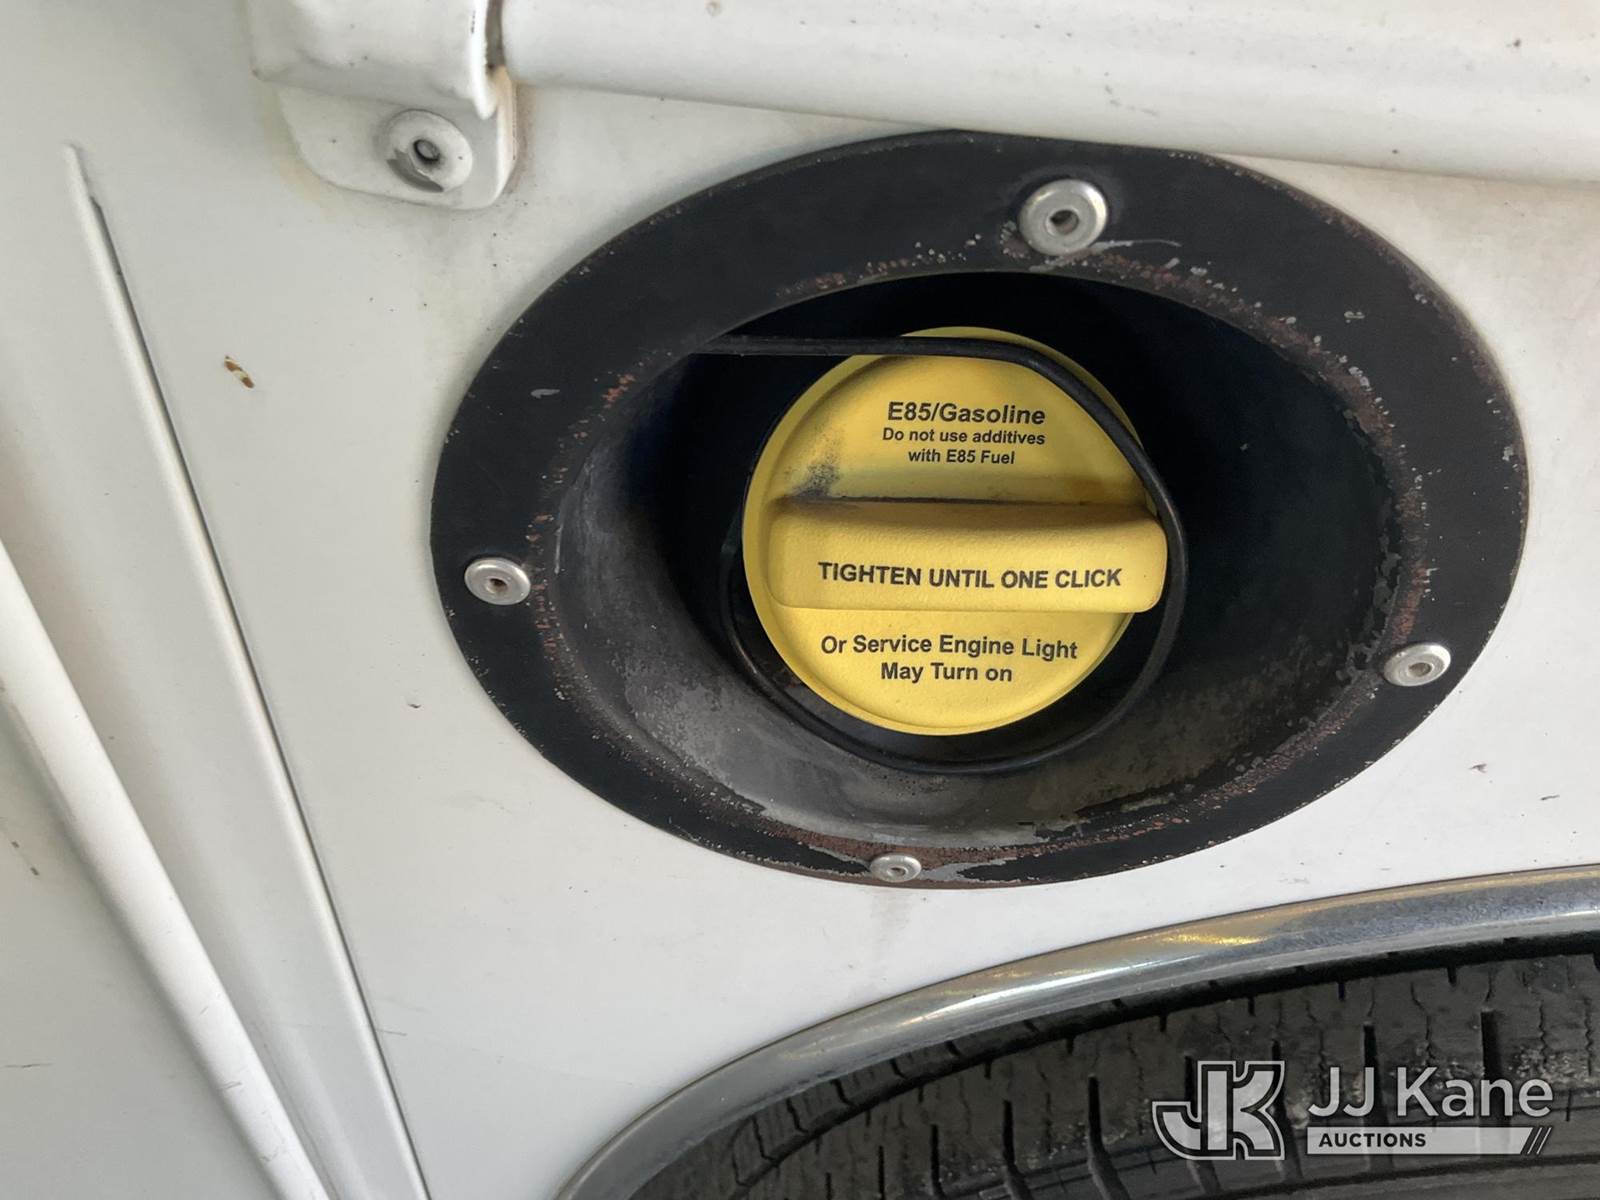 E85/Gasoline
Do not use additives
with E85 Fuel
TIGHTEN UNTIL ONE CLICK
Or Service Engine Light
May Turn on
JK JJ Kane
AUCTIONS